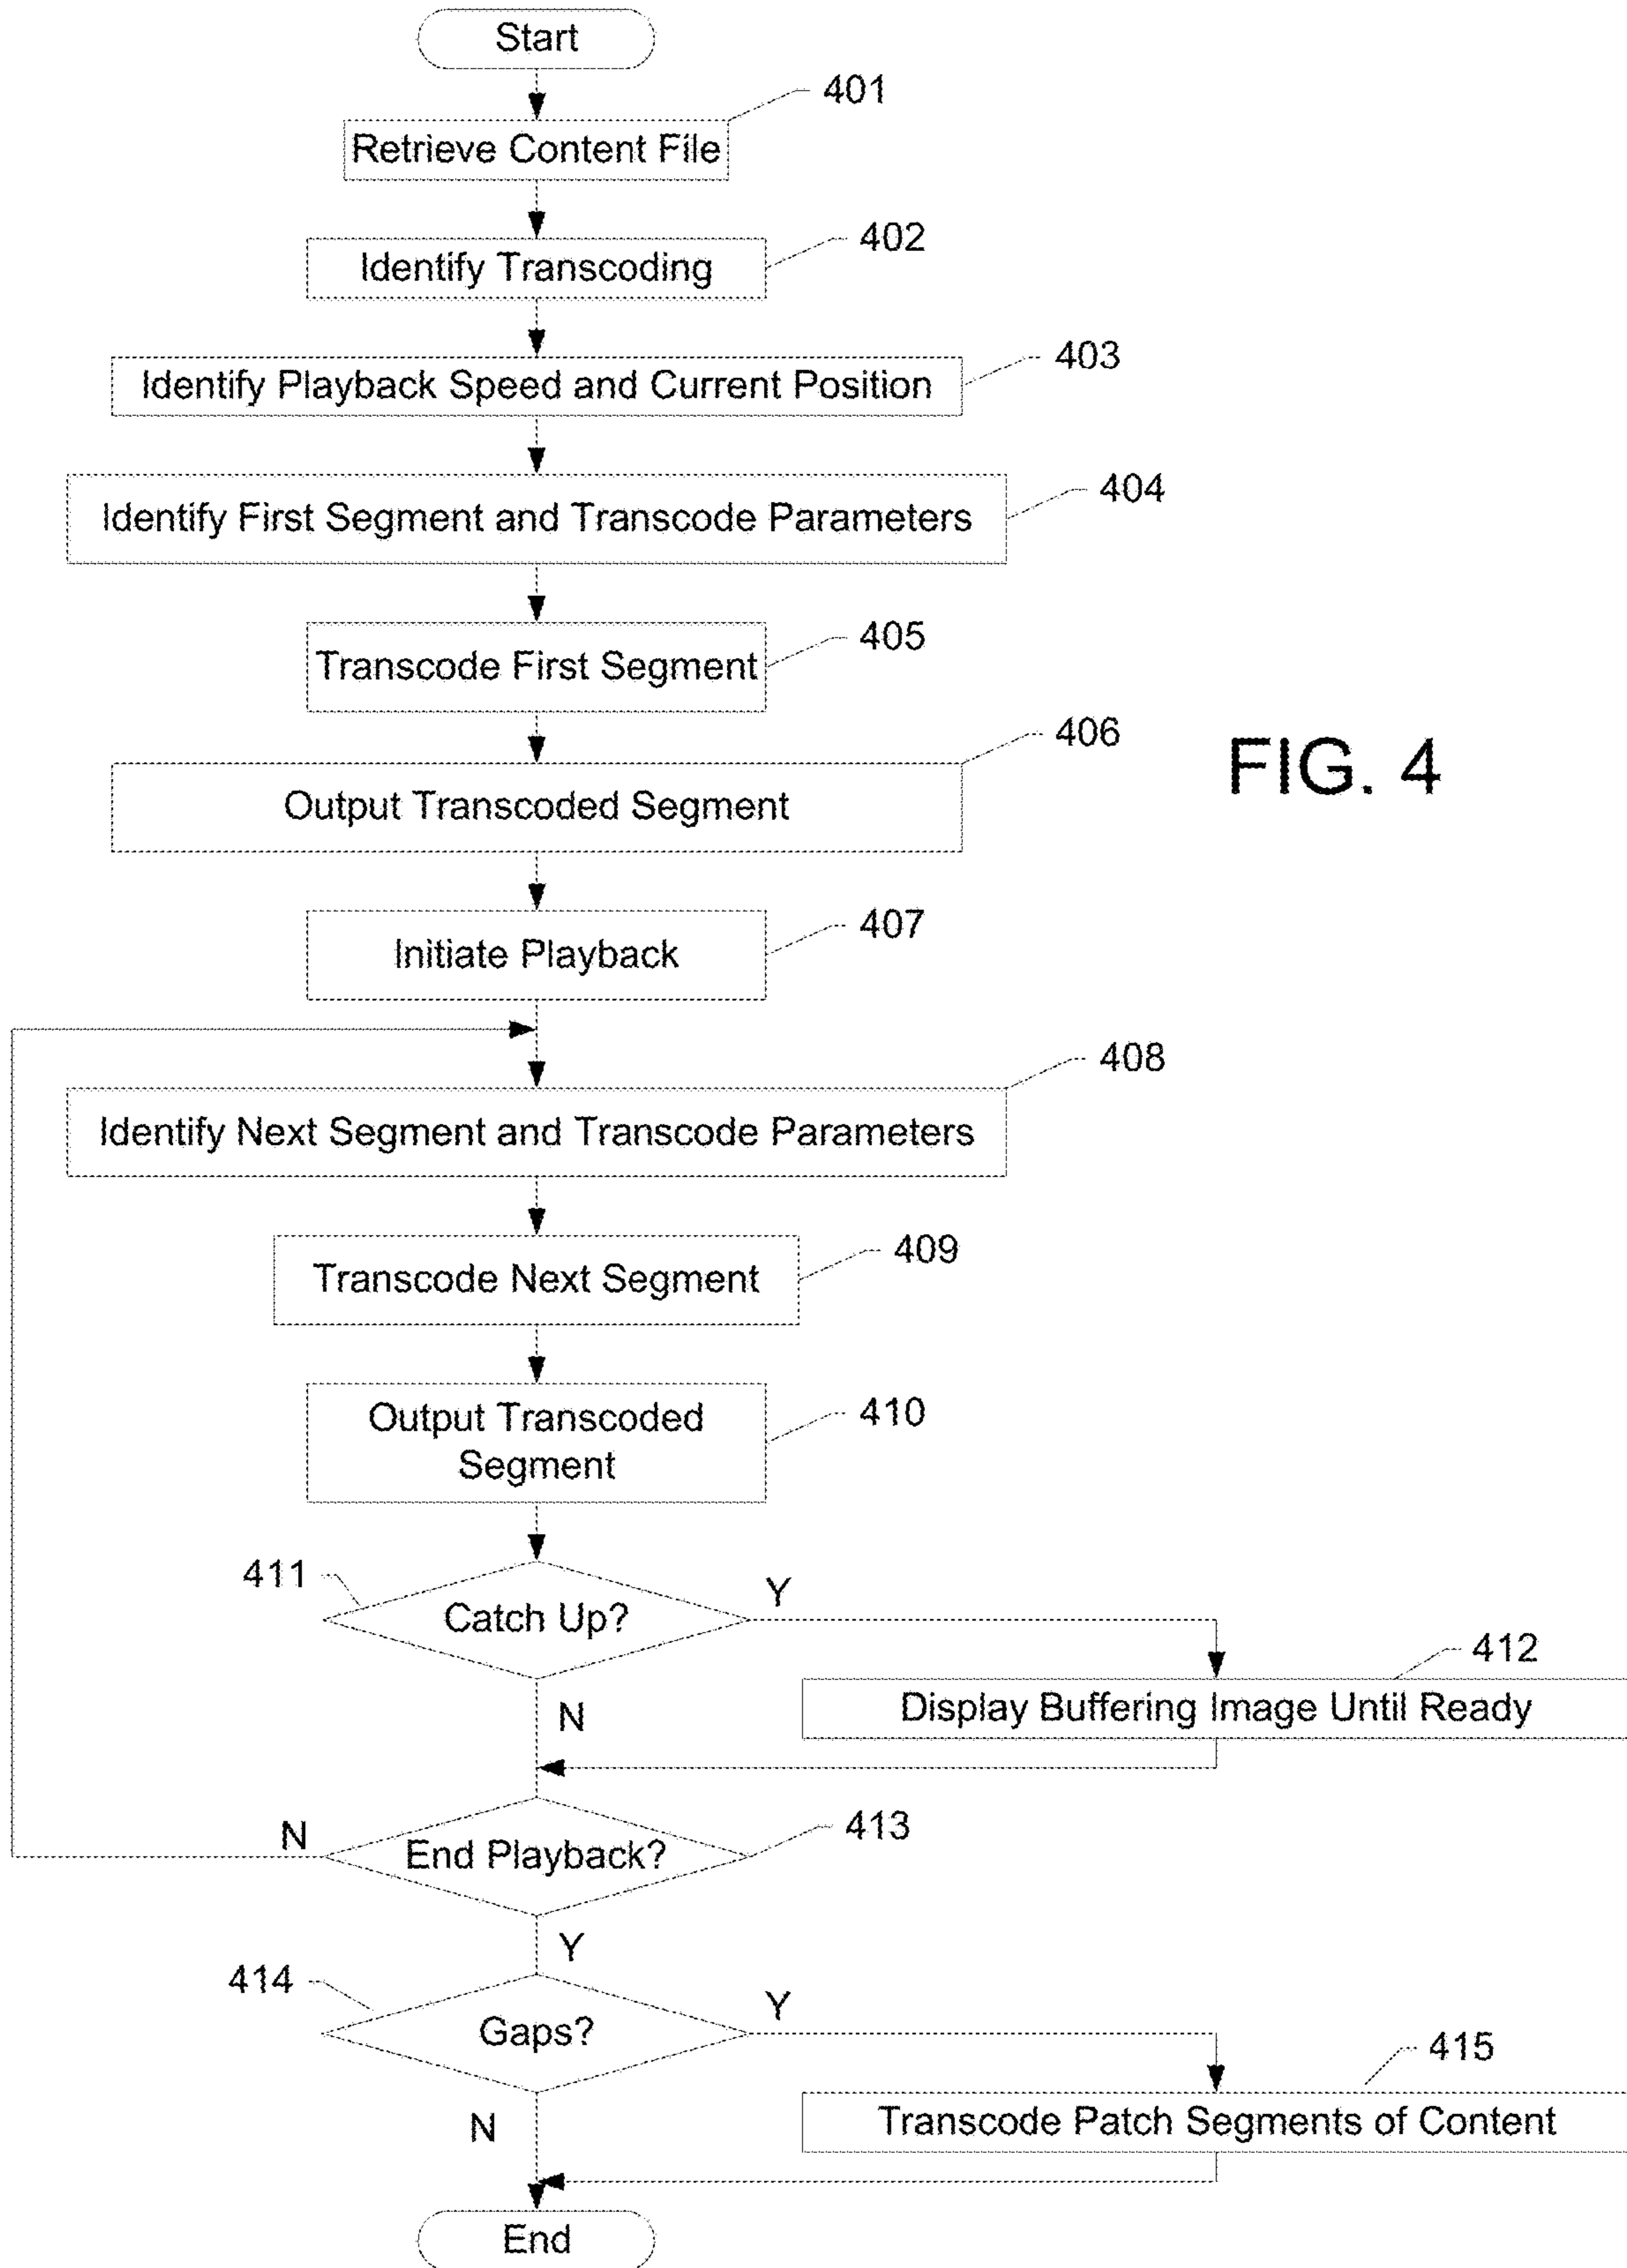 Start
401
Retrieve Content File
402
Identify Transcoding
403
Identify Playback Speed and Current Position
404
Identify First Segment and Transcode Parameters
405
Transcode First Segment
406
FIG. 4
Output Transcoded Segment
407
Initiate Playback
408
Identify Next Segment and Transcode Parameters
409
Transcode Next Segment
410
Output Transcoded
Segment
411
Y
Catch Up?
412
N
Display Buffering Image Until Ready
N
413
End Playback?
Y
414
Y
Gaps?
415
N
Transcode Patch Segments of Content
End